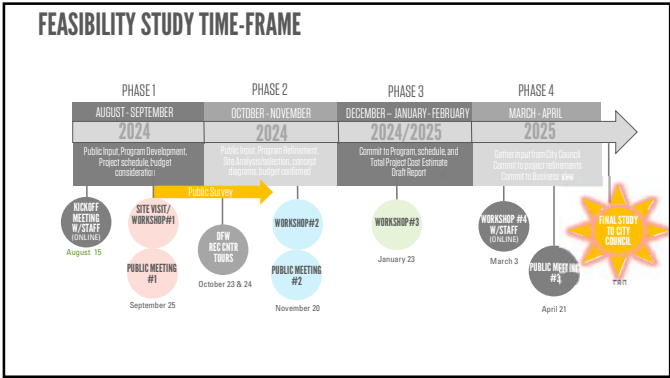 FEASIBILITY STUDY TIME-FRAME
PHASE 1
PHASE 2
PHASE 3
PHASE 4
AUGUST - SEPTEMBER
OCTOBER - NOVEMBER
DECEMBER – JANUARY - FEBRUARY
MARCH - APRIL
2024
2024
2024/2025
2025
Public Input, Program Development,
Project schedule, budget
consideration
Public Input, Program Refinement,
Site Analysis/selection, concept
diagrams, budget confirmed
Commit to Program, schedule, and
Total Project Cost Estimate
Draft Report
Gather input from City Council
Commit to project refinements
Commit to Business
Public Survey
KICKOFF
MEETING
W/STAFF
(ONLINE)
August 15
SITE VISIT/
WORKSHOP#1
PUBLIC MEETING
#1
September 25
DFW
REC CNTR
TOURS
October 23 & 24
WORKSHOP#2
PUBLIC MEETING
#2
November 20
WORKSHOP#3
January 23
WORKSHOP #4
W/STAFF
(ONLINE)
March 3
PUBLIC MEETING
#3
April 21
FINAL STUDY
TO CITY
COUNCIL